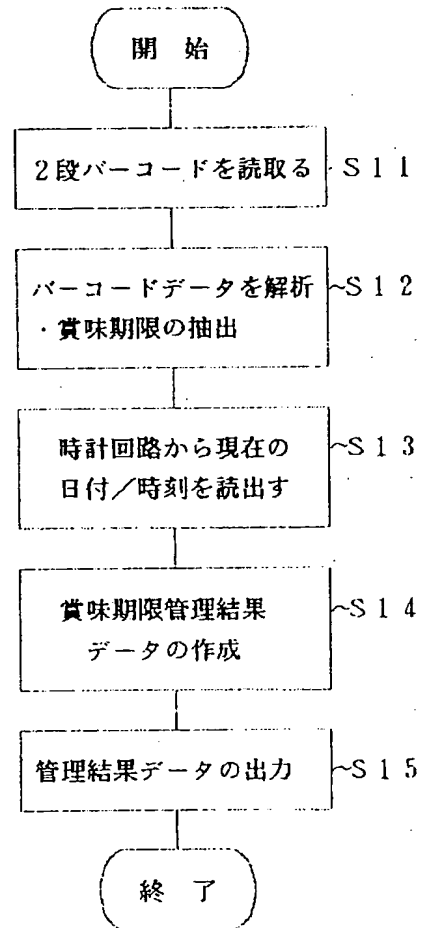 開 始
2段バーコードを読取る S11
バーコードデータを解析 ~S12
・賞味期限の抽出
時計回路から現在の ~S13
日付／時刻を読出す
賞味期限管理結果 ~S14
データの作成
管理結果データの出力 ~S15
終 了